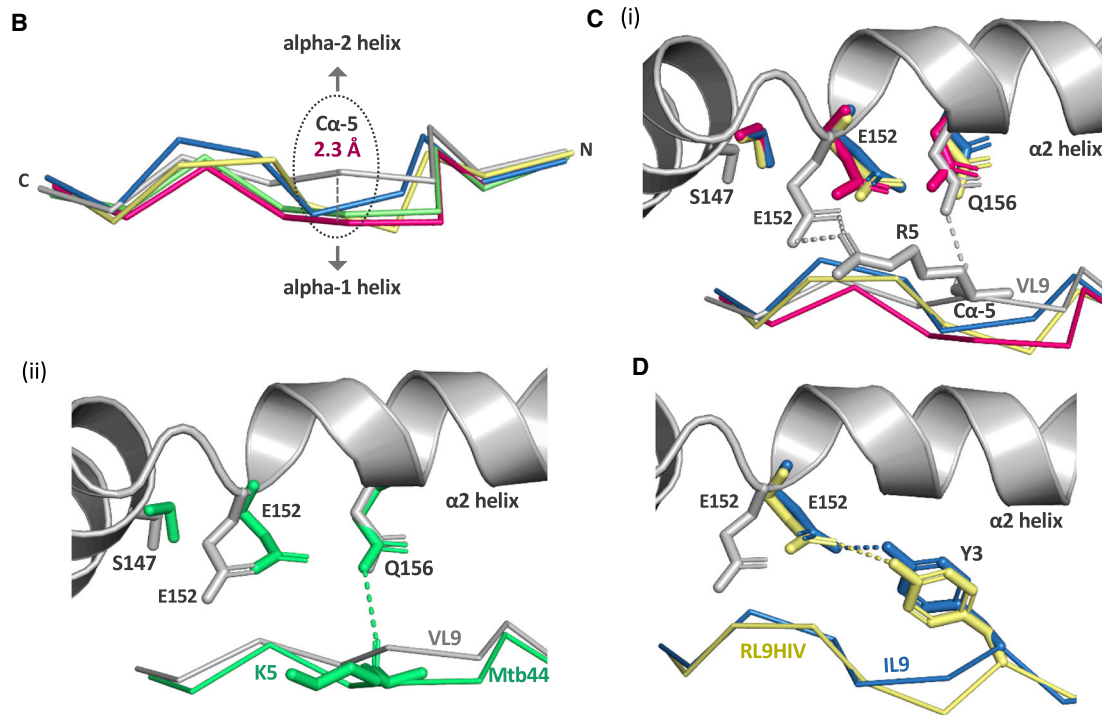 B
alpha-2 helix
Cα-5
2.3 Å
C
N
alpha-1 helix
C (i)
E152
α2 helix
S147
Q156
E152
R5
VL9
Cα-5
(ii)
E152
α2 helix
S147
Q156
E152
VL9
K5
Mtb44
D
E152
E152
α2 helix
Y3
RL9HIV
IL9